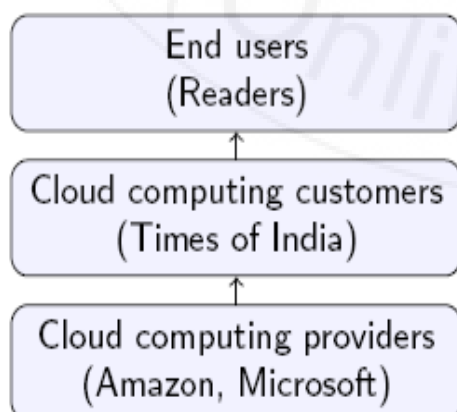 End users
(Readers)
Cloud computing customers
(Times of India)
Cloud computing providers
(Amazon, Microsoft)